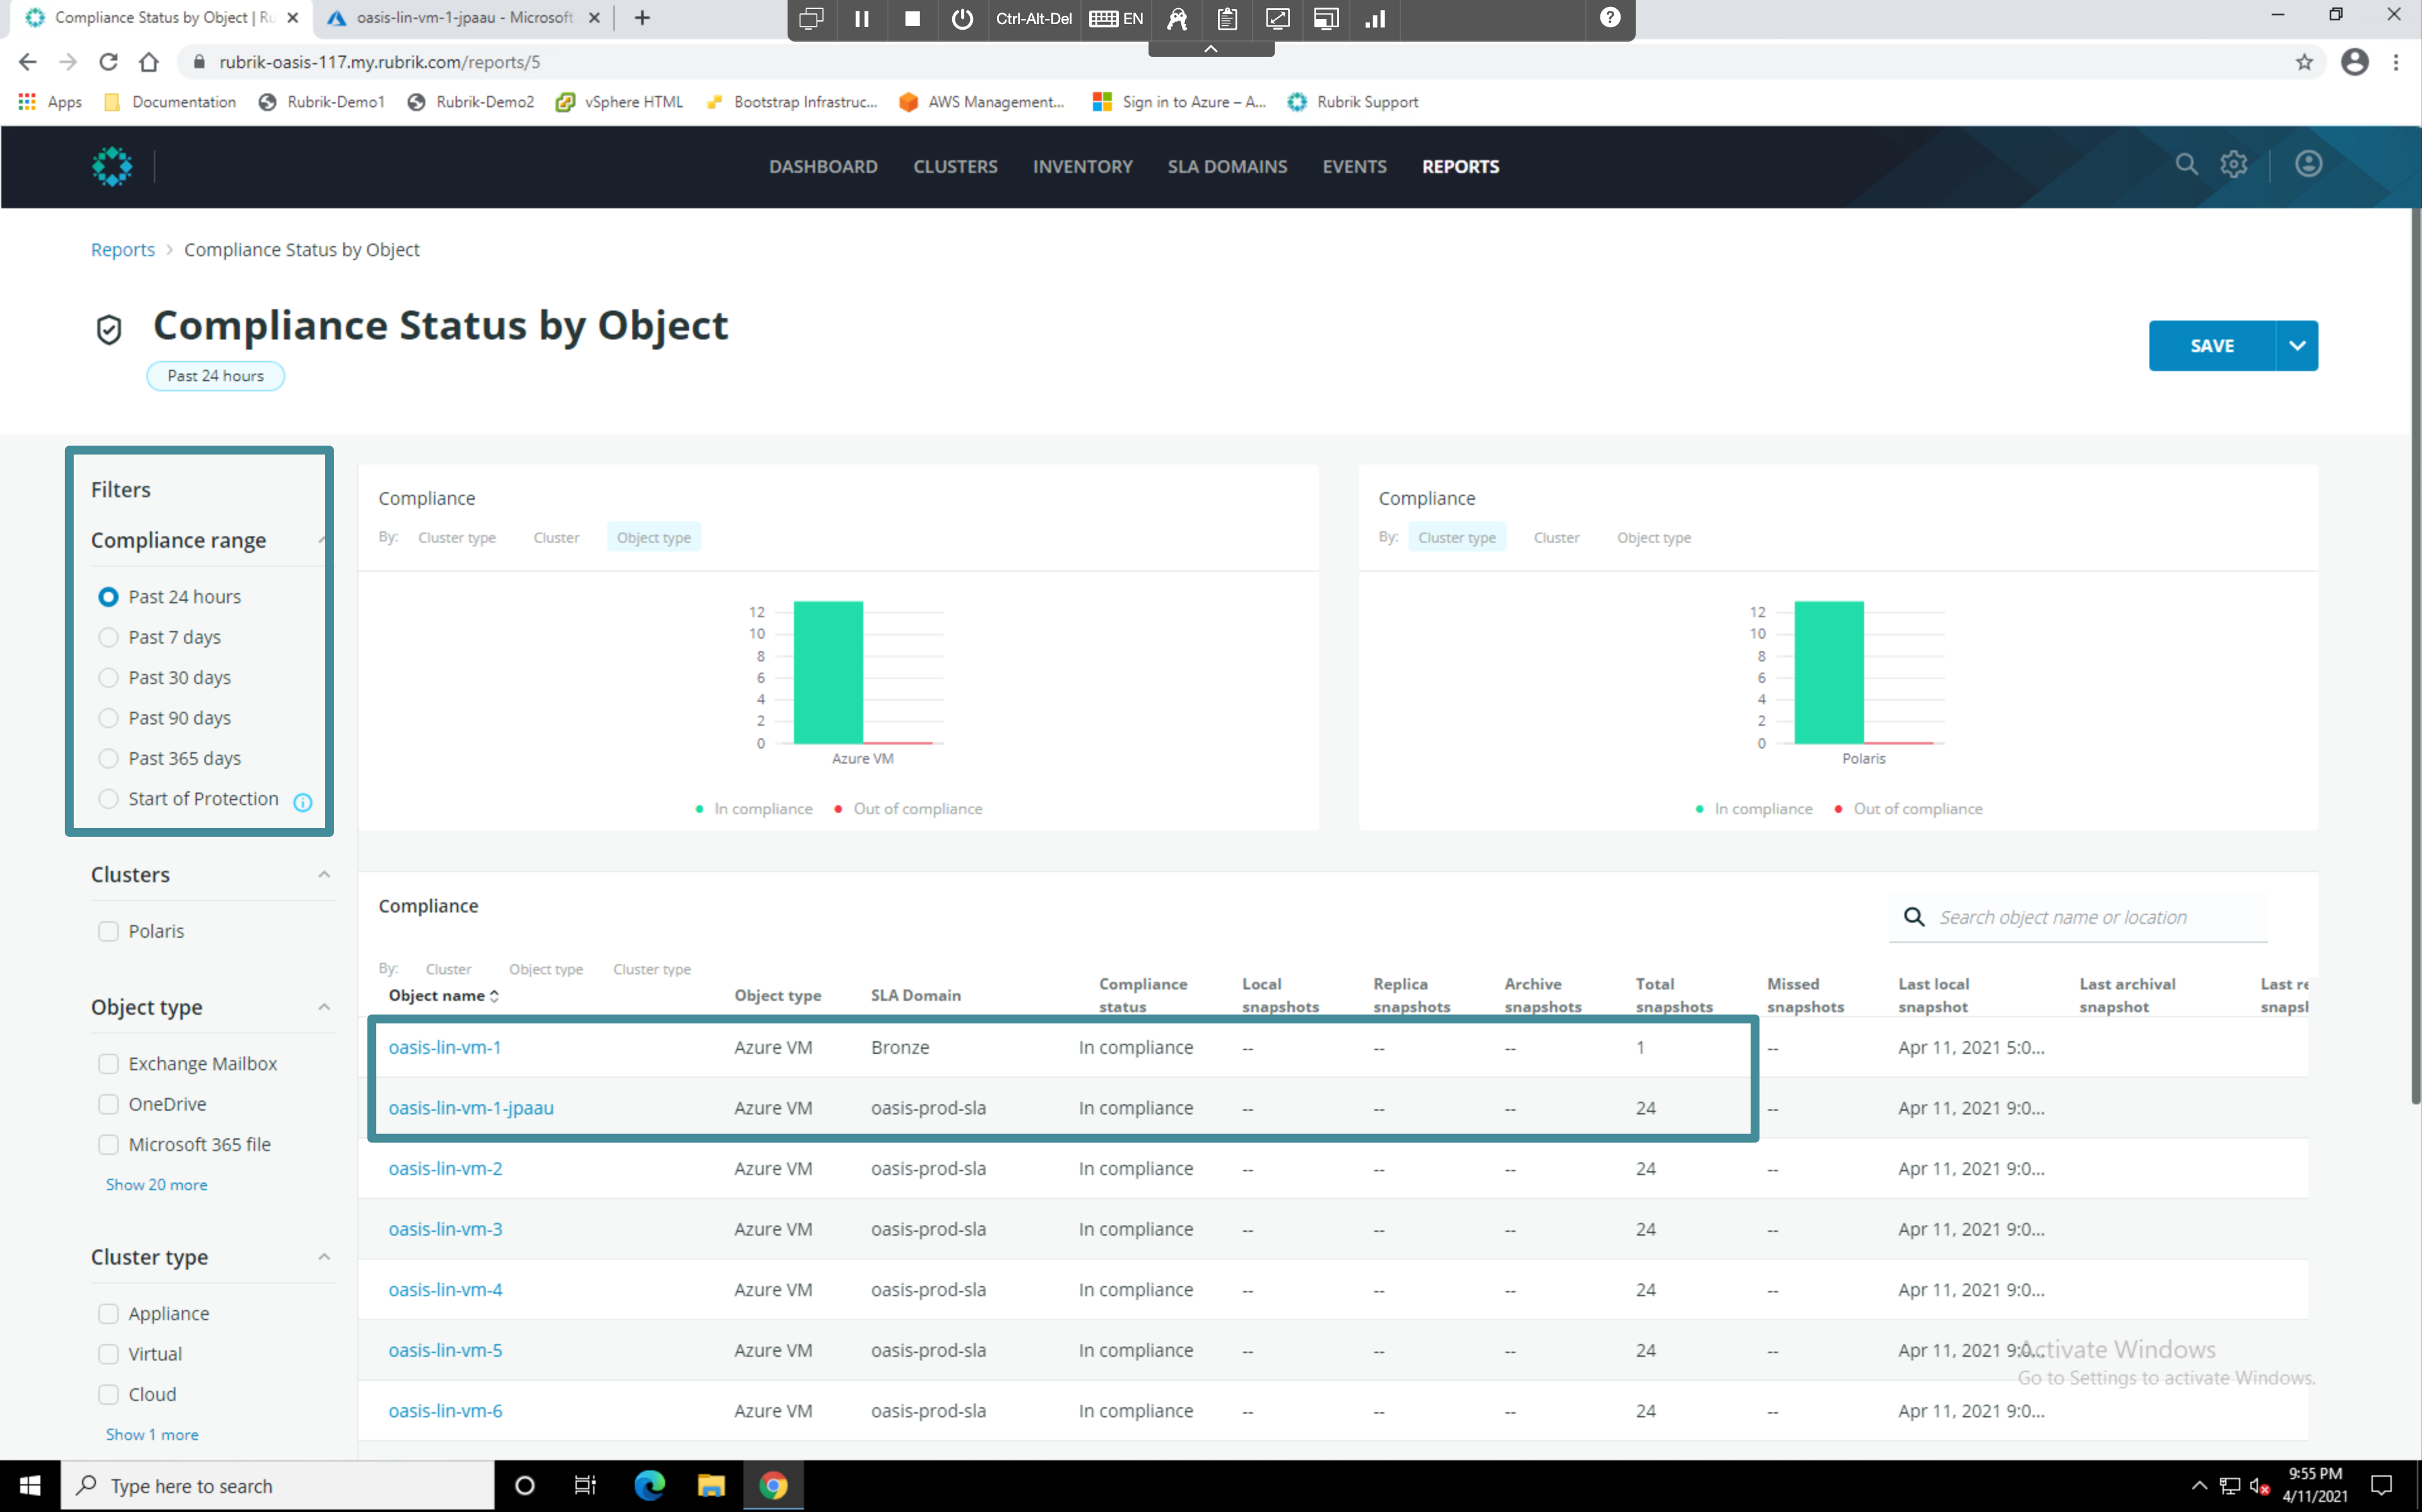 Compliance Status by Object | Ru
oasis-lin-vm-1-jpaau - Microsoft
Ctrl-Alt-Del
EN
rubrik-oasis-117.my.rubrik.com/reports/5
Apps
Documentation
Rubrik-Demo1
Rubrik-Demo2
vSphere HTML
Bootstrap Infrastruc...
AWS Management...
Sign in to Azure – A...
Rubrik Support
DASHBOARD
CLUSTERS
INVENTORY
SLA DOMAINS
EVENTS
REPORTS
Reports > Compliance Status by Object
Compliance Status by Object
Past 24 hours
SAVE
Filters
Compliance range
Past 24 hours
Past 7 days
Past 30 days
Past 90 days
Past 365 days
Start of Protection
Clusters
Polaris
Object type
Exchange Mailbox
OneDrive
Microsoft 365 file
Show 20 more
Cluster type
Appliance
Virtual
Cloud
Show 1 more
Compliance
By: Cluster type Cluster Object type
12
10
8
6
4
2
0
Azure VM
In compliance Out of compliance
Compliance
By: Cluster type Cluster Object type
12
10
8
6
4
2
0
Polaris
In compliance Out of compliance
Compliance
Search object name or location
By: Cluster Object type Cluster type
Object name Object type SLA Domain Compliance status Local snapshots Replica snapshots Archive snapshots Total snapshots Missed snapshots Last local snapshot Last archival snapshot Last re snapsl
oasis-lin-vm-1 Azure VM Bronze In compliance -- -- -- 1 -- Apr 11, 2021 5:0...
oasis-lin-vm-1-jpaau Azure VM oasis-prod-sla In compliance -- -- -- 24 -- Apr 11, 2021 9:0...
oasis-lin-vm-2 Azure VM oasis-prod-sla In compliance -- -- -- 24 -- Apr 11, 2021 9:0...
oasis-lin-vm-3 Azure VM oasis-prod-sla In compliance -- -- -- 24 -- Apr 11, 2021 9:0...
oasis-lin-vm-4 Azure VM oasis-prod-sla In compliance -- -- -- 24 -- Apr 11, 2021 9:0...
oasis-lin-vm-5 Azure VM oasis-prod-sla In compliance -- -- -- 24 -- Apr 11, 2021 9:0...
oasis-lin-vm-6 Azure VM oasis-prod-sla In compliance -- -- -- 24 -- Apr 11, 2021 9:0...
Activate Windows
Go to Settings to activate Windows.
Type here to search
9:55 PM
4/11/2021